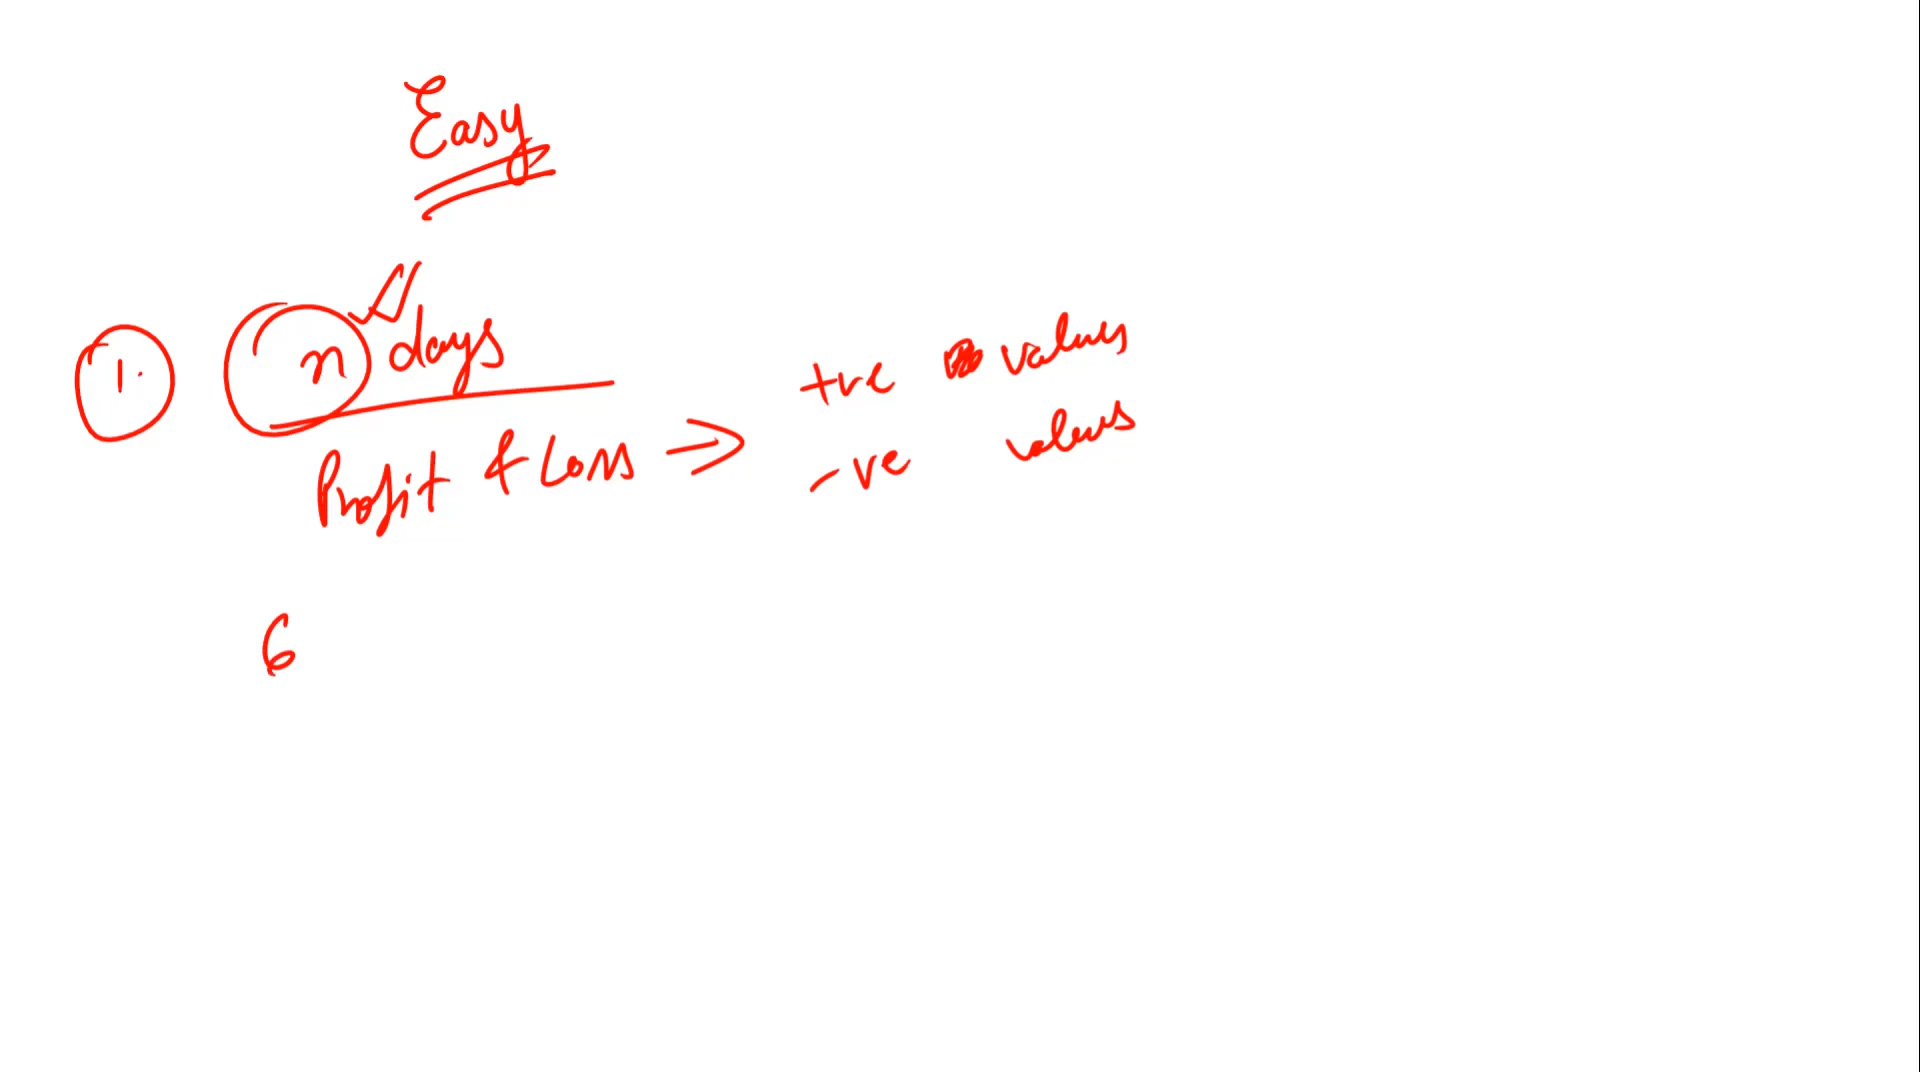 Easy
1. n days
Profit & Loss → +ve values
-ve values
6